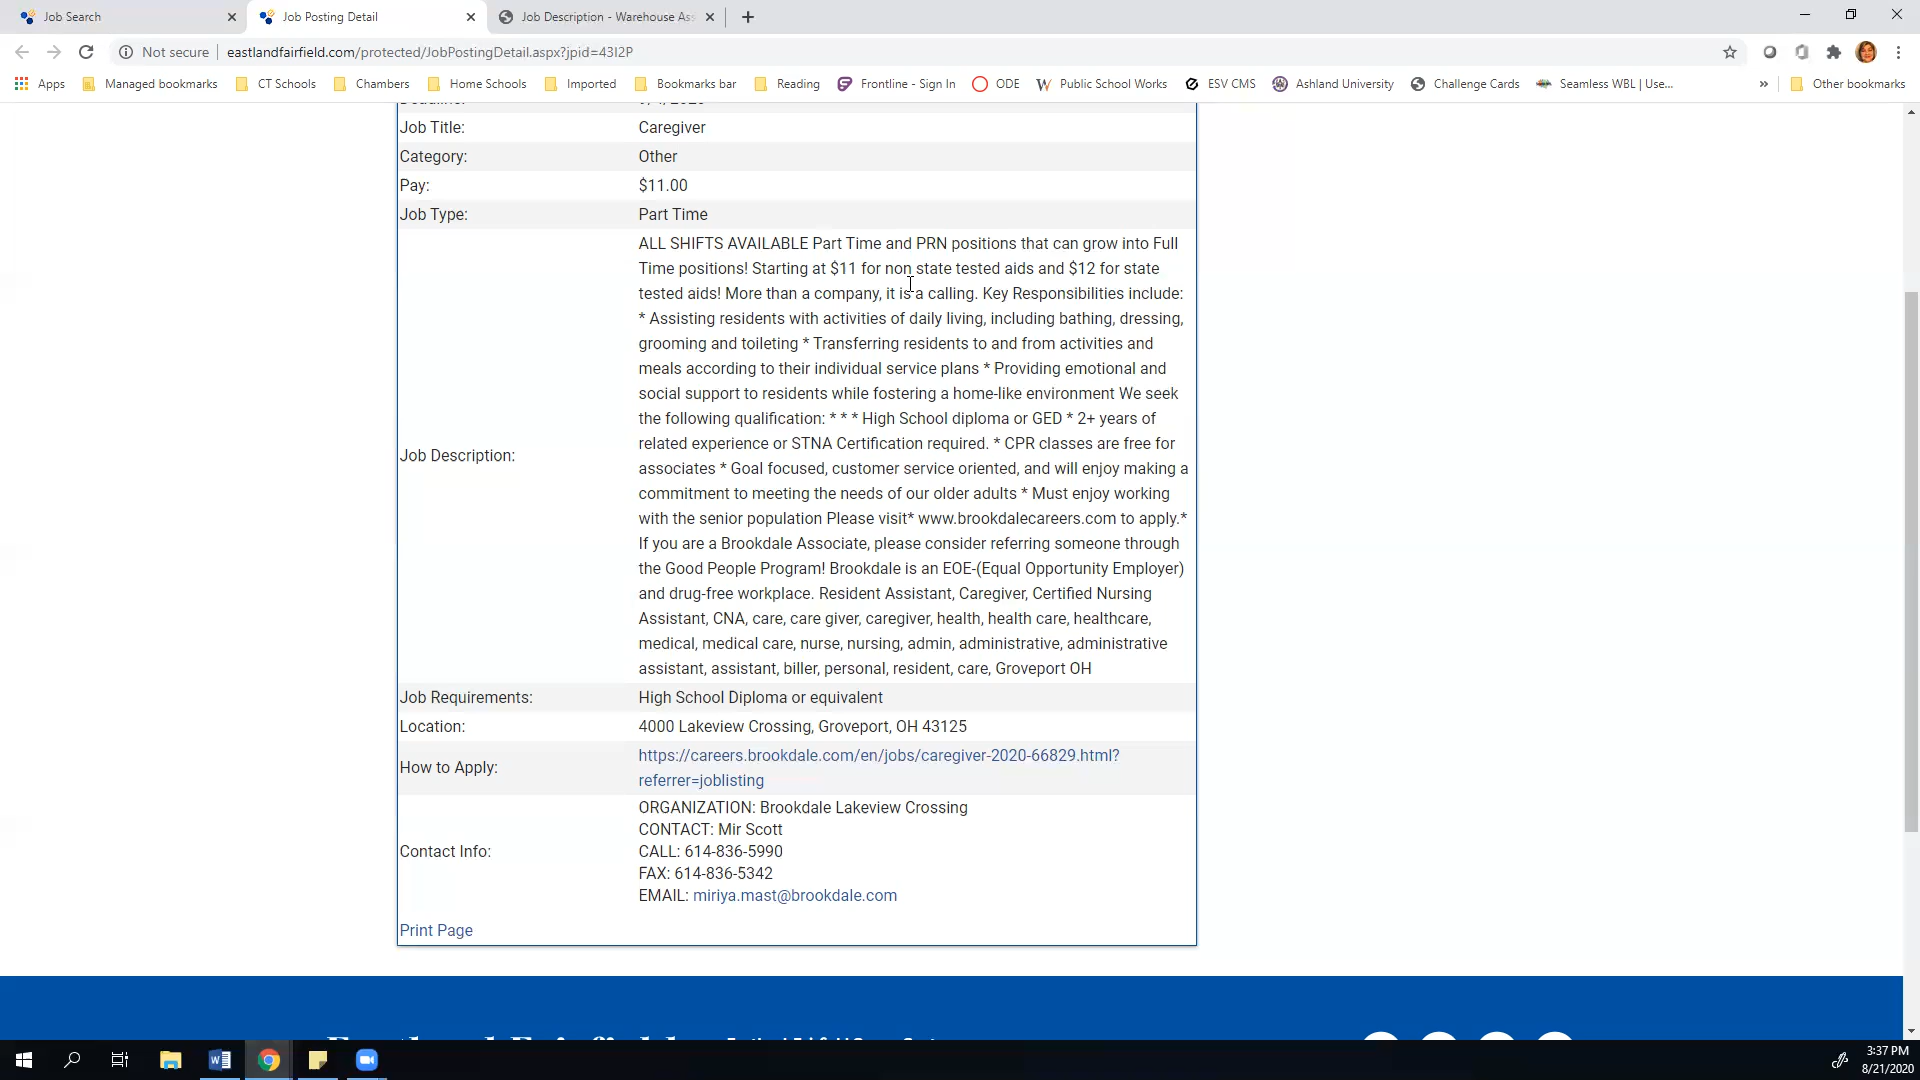 Job Search
Job Posting Detail
Job Description - Warehouse Ass
Not secure
eastlandfairfield.com/protected/JobPostingDetail.aspx?jpid=43I2P
Apps
Managed bookmarks
CT Schools
Chambers
Home Schools
Imported
Bookmarks bar
Reading
Frontline - Sign In
ODE
Public School Works
ESV CMS
Ashland University
Challenge Cards
Seamless WBL | Use...
»
Other bookmarks
Job Title:
Caregiver
Category:
Other
Pay:
$11.00
Job Type:
Part Time
Job Description:
ALL SHIFTS AVAILABLE Part Time and PRN positions that can grow into Full
Time positions! Starting at $11 for non state tested aids and $12 for state
tested aids! More than a company, it is a calling. Key Responsibilities include:
* Assisting residents with activities of daily living, including bathing, dressing,
grooming and toileting * Transferring residents to and from activities and
meals according to their individual service plans * Providing emotional and
social support to residents while fostering a home-like environment We seek
the following qualification: * * * High School diploma or GED * 2+ years of
related experience or STNA Certification required. * CPR classes are free for
associates * Goal focused, customer service oriented, and will enjoy making a
commitment to meeting the needs of our older adults * Must enjoy working
with the senior population Please visit* www.brookdalecareers.com to apply.*
If you are a Brookdale Associate, please consider referring someone through
the Good People Program! Brookdale is an EOE-(Equal Opportunity Employer)
and drug-free workplace. Resident Assistant, Caregiver, Certified Nursing
Assistant, CNA, care, care giver, caregiver, health, health care, healthcare,
medical, medical care, nurse, nursing, admin, administrative, administrative
assistant, assistant, biller, personal, resident, care, Groveport OH
Job Requirements:
High School Diploma or equivalent
Location:
4000 Lakeview Crossing, Groveport, OH 43125
How to Apply:
https://careers.brookdale.com/en/jobs/caregiver-2020-66829.html?
referrer=joblisting
Contact Info:
ORGANIZATION: Brookdale Lakeview Crossing
CONTACT: Mir Scott
CALL: 614-836-5990
FAX: 614-836-5342
EMAIL: miriya.mast@brookdale.com
Print Page
3:37 PM
8/21/2020